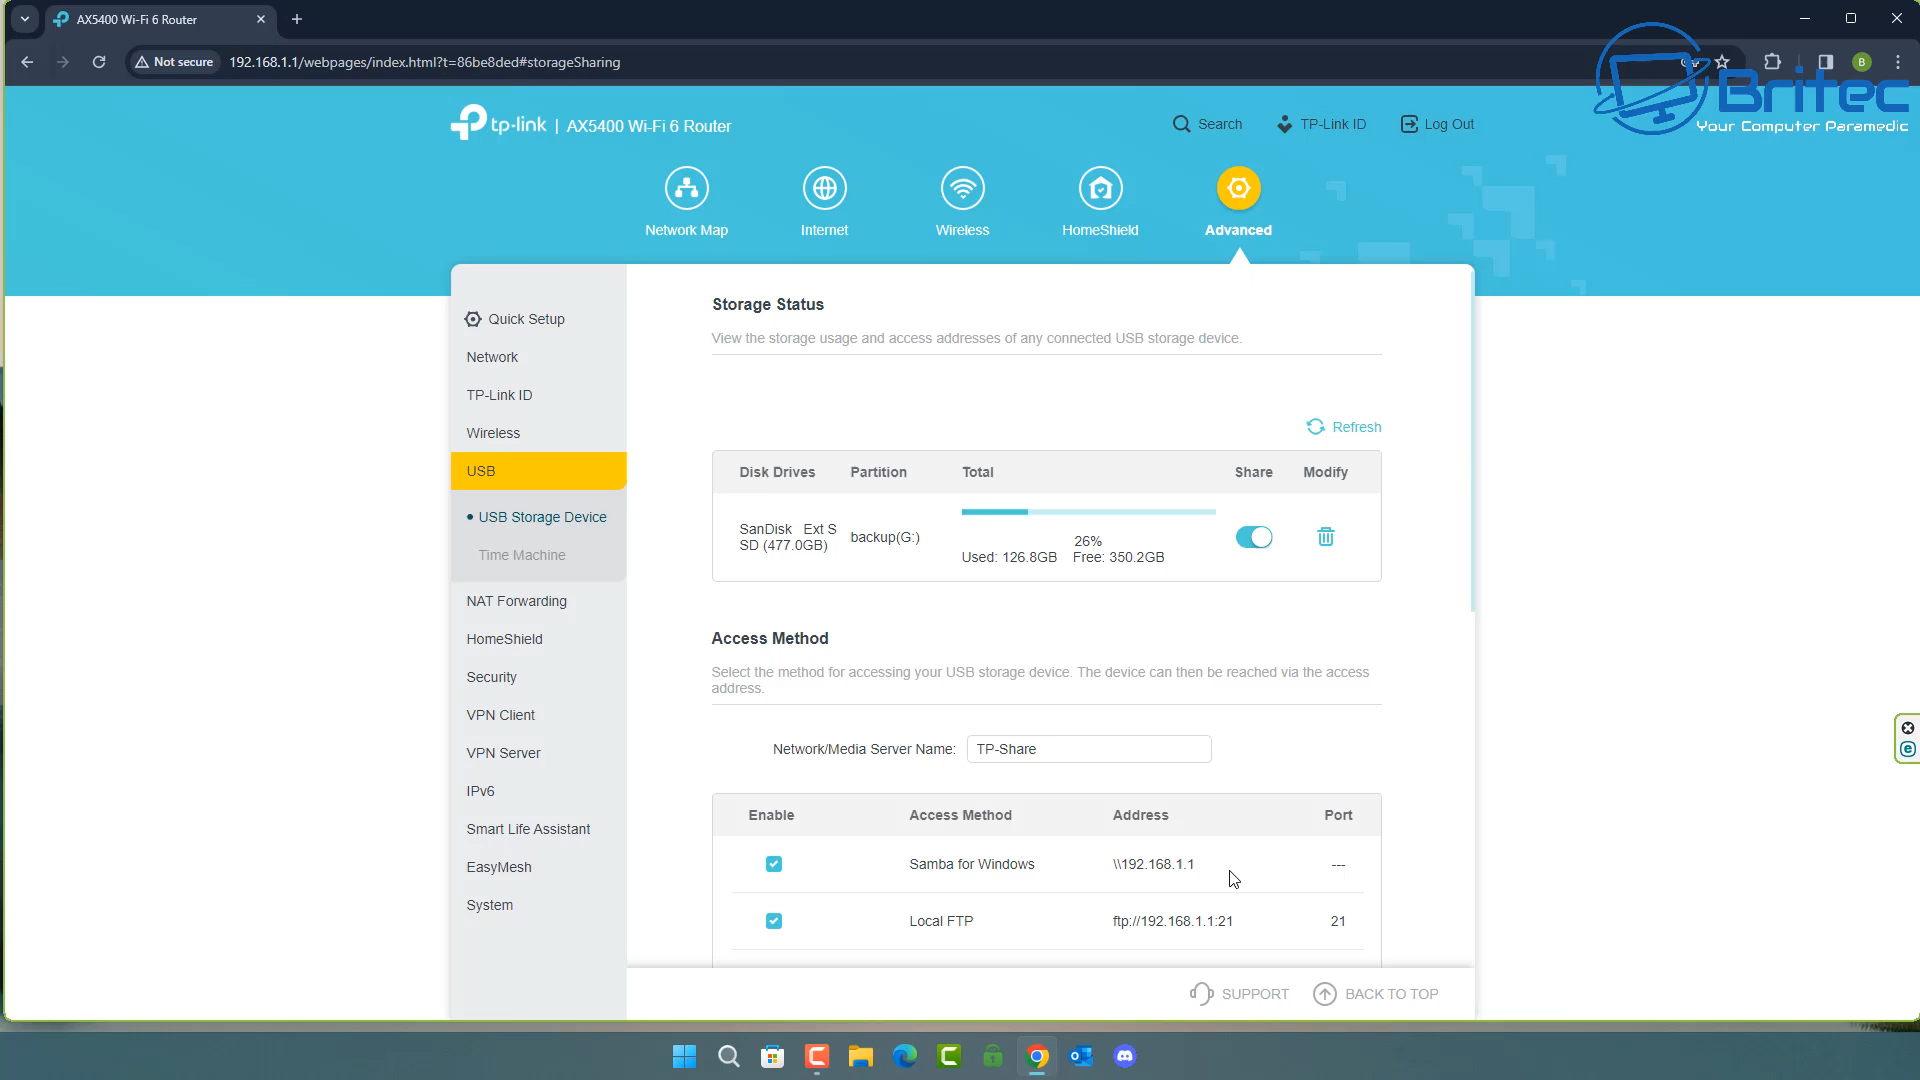 AX5400 Wi-Fi 6 Router
Not secure
192.168.1.1/webpages/index.html?t=86be8ded#storageSharing
B
Britec
Your Computer Paramedic
tp-link | AX5400 Wi-Fi 6 Router
Search
TP-Link ID
Log Out
Network Map
Internet
Wireless
HomeShield
Advanced
Quick Setup
Network
TP-Link ID
Wireless
USB
USB Storage Device
Time Machine
NAT Forwarding
HomeShield
Security
VPN Client
VPN Server
IPv6
Smart Life Assistant
EasyMesh
System
Storage Status
View the storage usage and access addresses of any connected USB storage device.
Refresh
Disk Drives Partition Total Share Modify
SanDisk Ext S
SD (477.0GB)
backup(G:)
26%
Used: 126.8GB Free: 350.2GB
Access Method
Select the method for accessing your USB storage device. The device can then be reached via the access
address.
Network/Media Server Name: TP-Share
Enable Access Method Address Port
Samba for Windows \\192.168.1.1 ---
Local FTP ftp://192.168.1.1:21 21
SUPPORT
BACK TO TOP